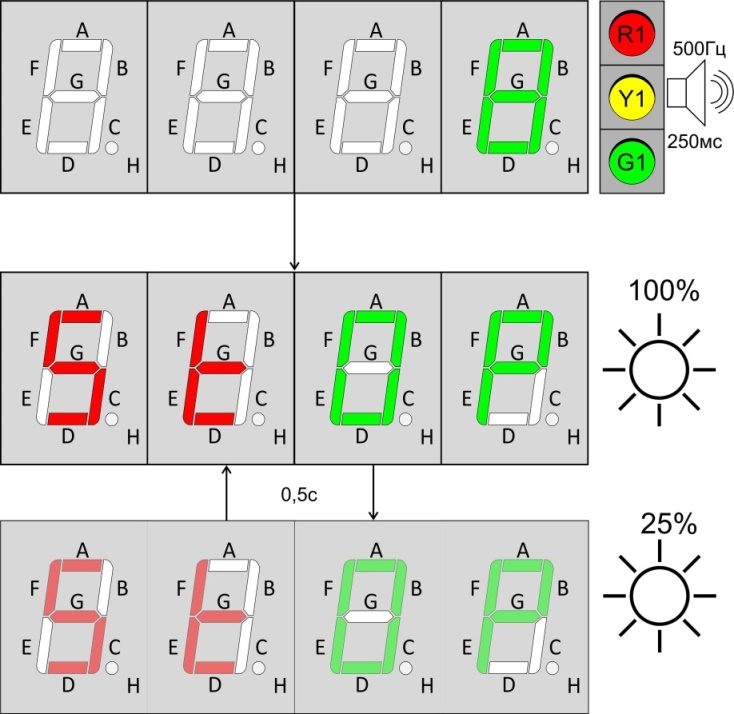 A A A A
F B F B F B F B
G G G G
E C E C E C E C
D H D H D H D H
R1
500Гц
Y1
250мс
G1
A A A A
F B F B F B F B
G G G G
E C E C E C E C
D H D H D H D H
100%
0,5с
A A A A
F B F B F B F B
G G G G
E C E C E C E C
D H D H D H D H
25%